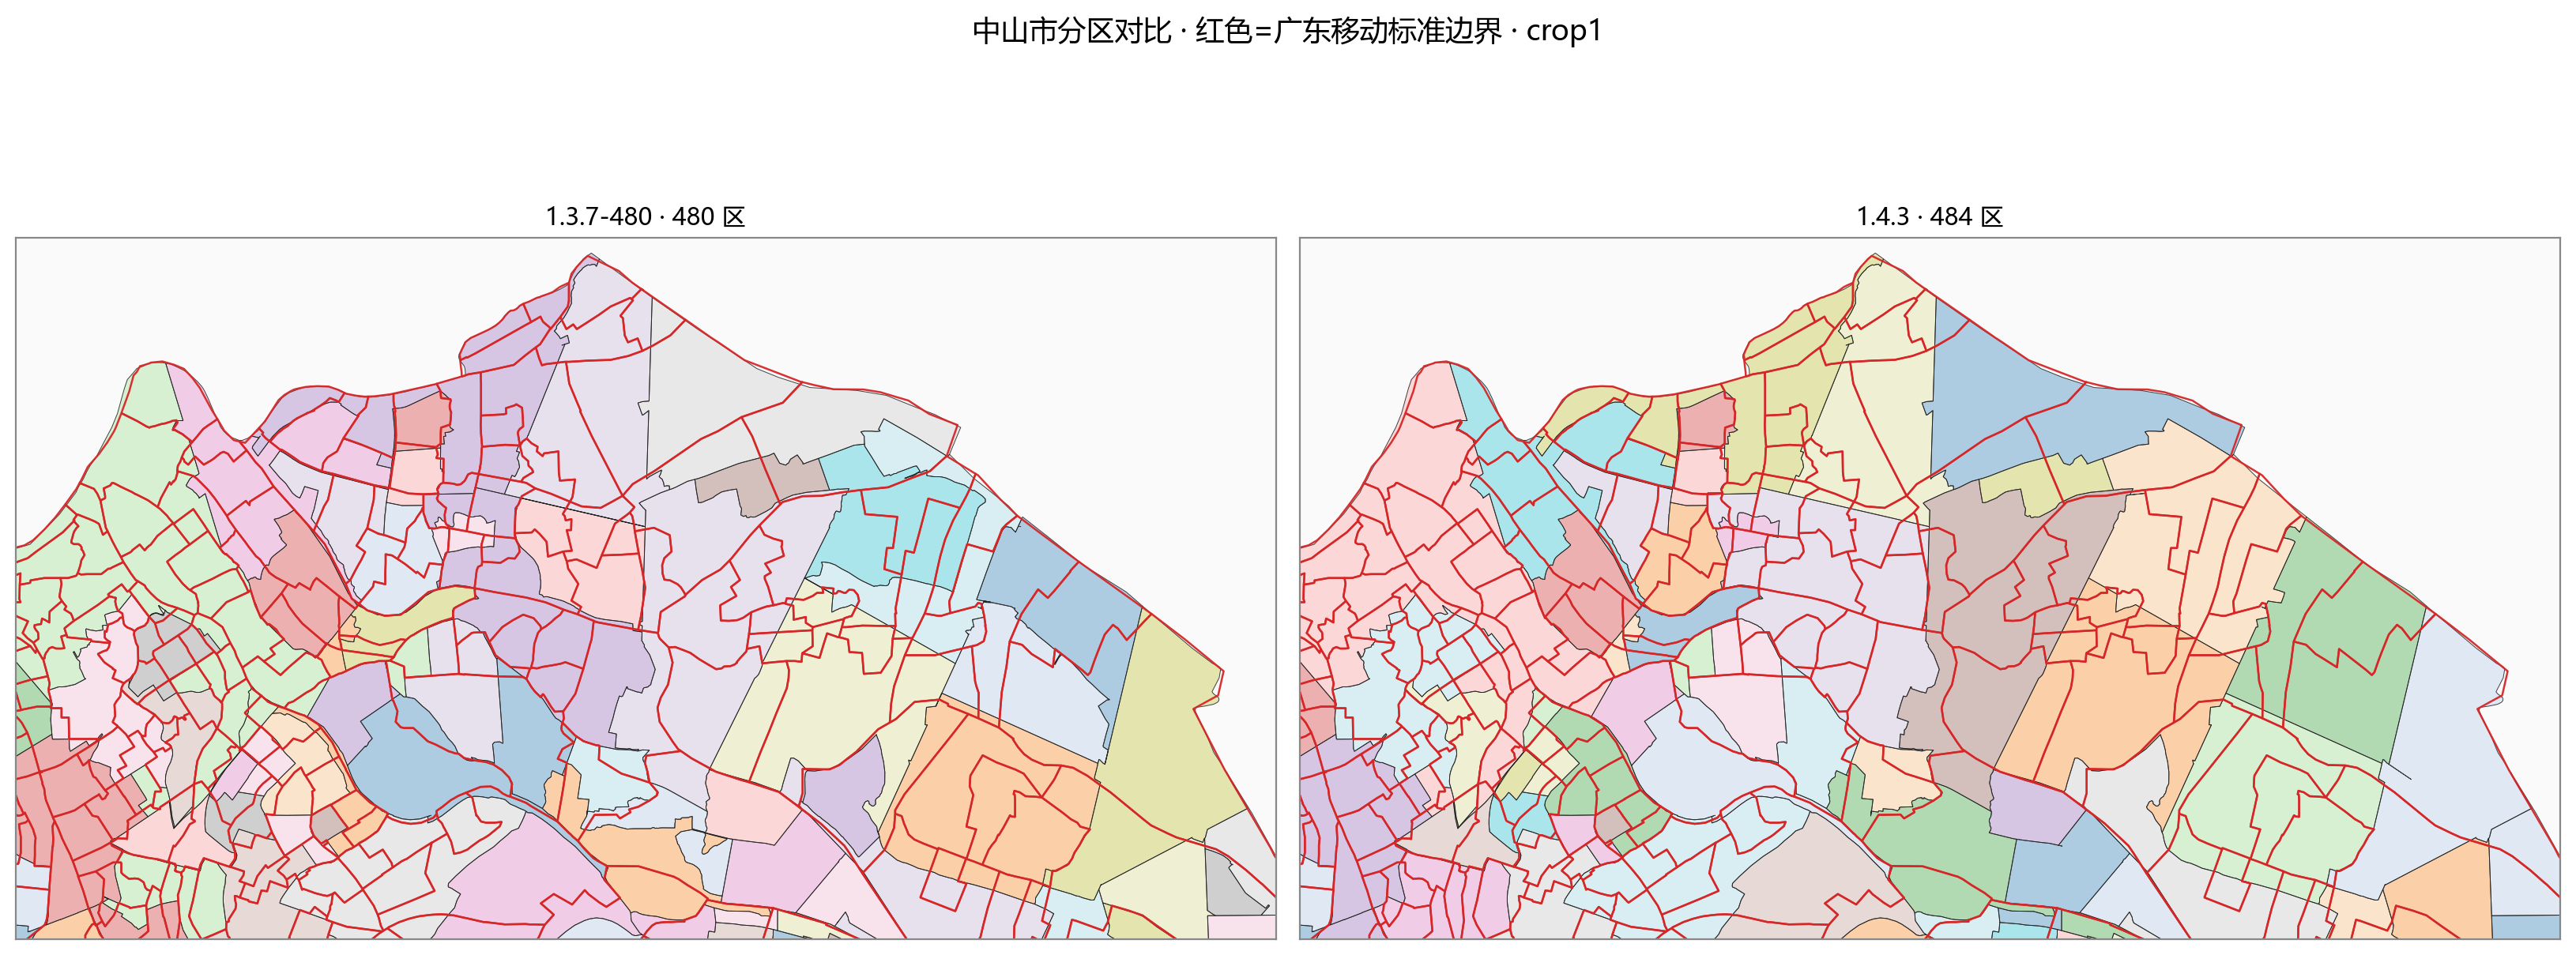 中山市分区对比 · 红色=广东移动标准边界 · crop1
1.3.7-480 · 480 区
1.4.3 · 484 区